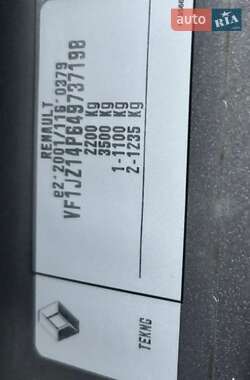 AUTO
RIA.com
RENAULT
e2*2001/116*0379
VF1JZ14P649737198
2200 Kg
3500 Kg
1-1100 Kg
2-1235 Kg
TEKNG